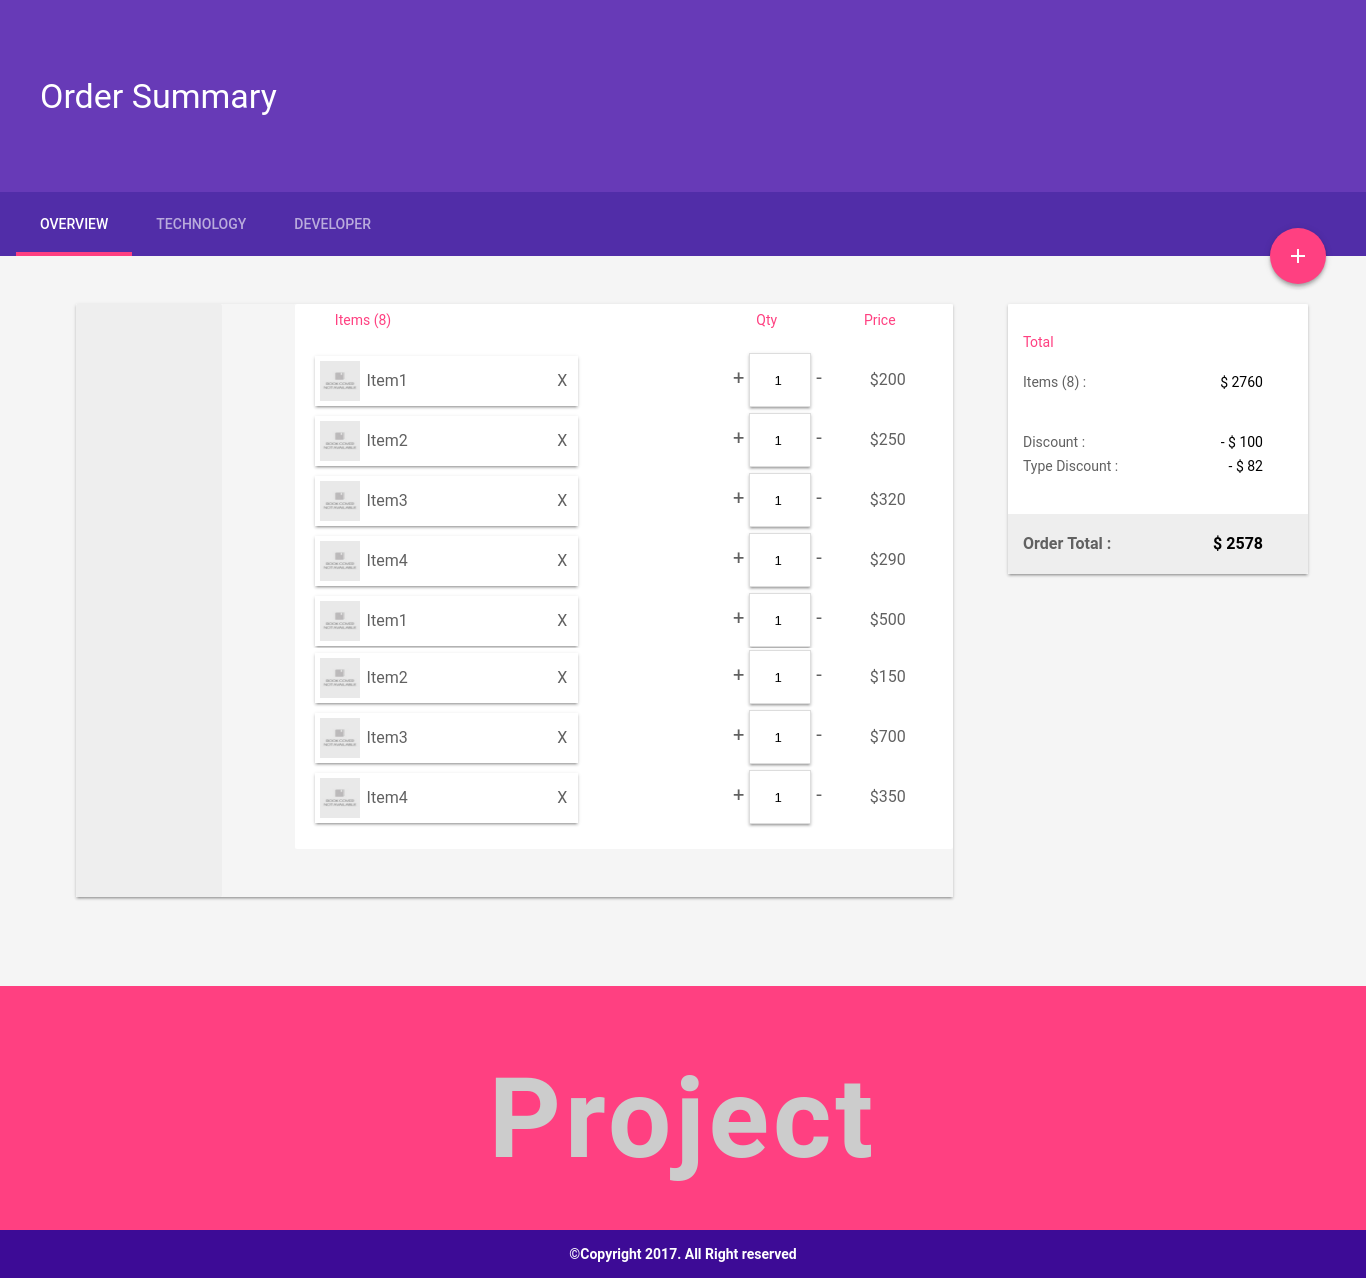 Order Summary
OVERVIEW TECHNOLOGY DEVELOPER
+
Items (8) Qty Price
Item1 X + 1 - $200
Item2 X + 1 - $250
Item3 X + 1 - $320
Item4 X + 1 - $290
Item1 X + 1 - $500
Item2 X + 1 - $150
Item3 X + 1 - $700
Item4 X + 1 - $350
Total
Items (8) : $ 2760
Discount : - $ 100
Type Discount : - $ 82
Order Total : $ 2578
Project
©Copyright 2017. All Right reserved